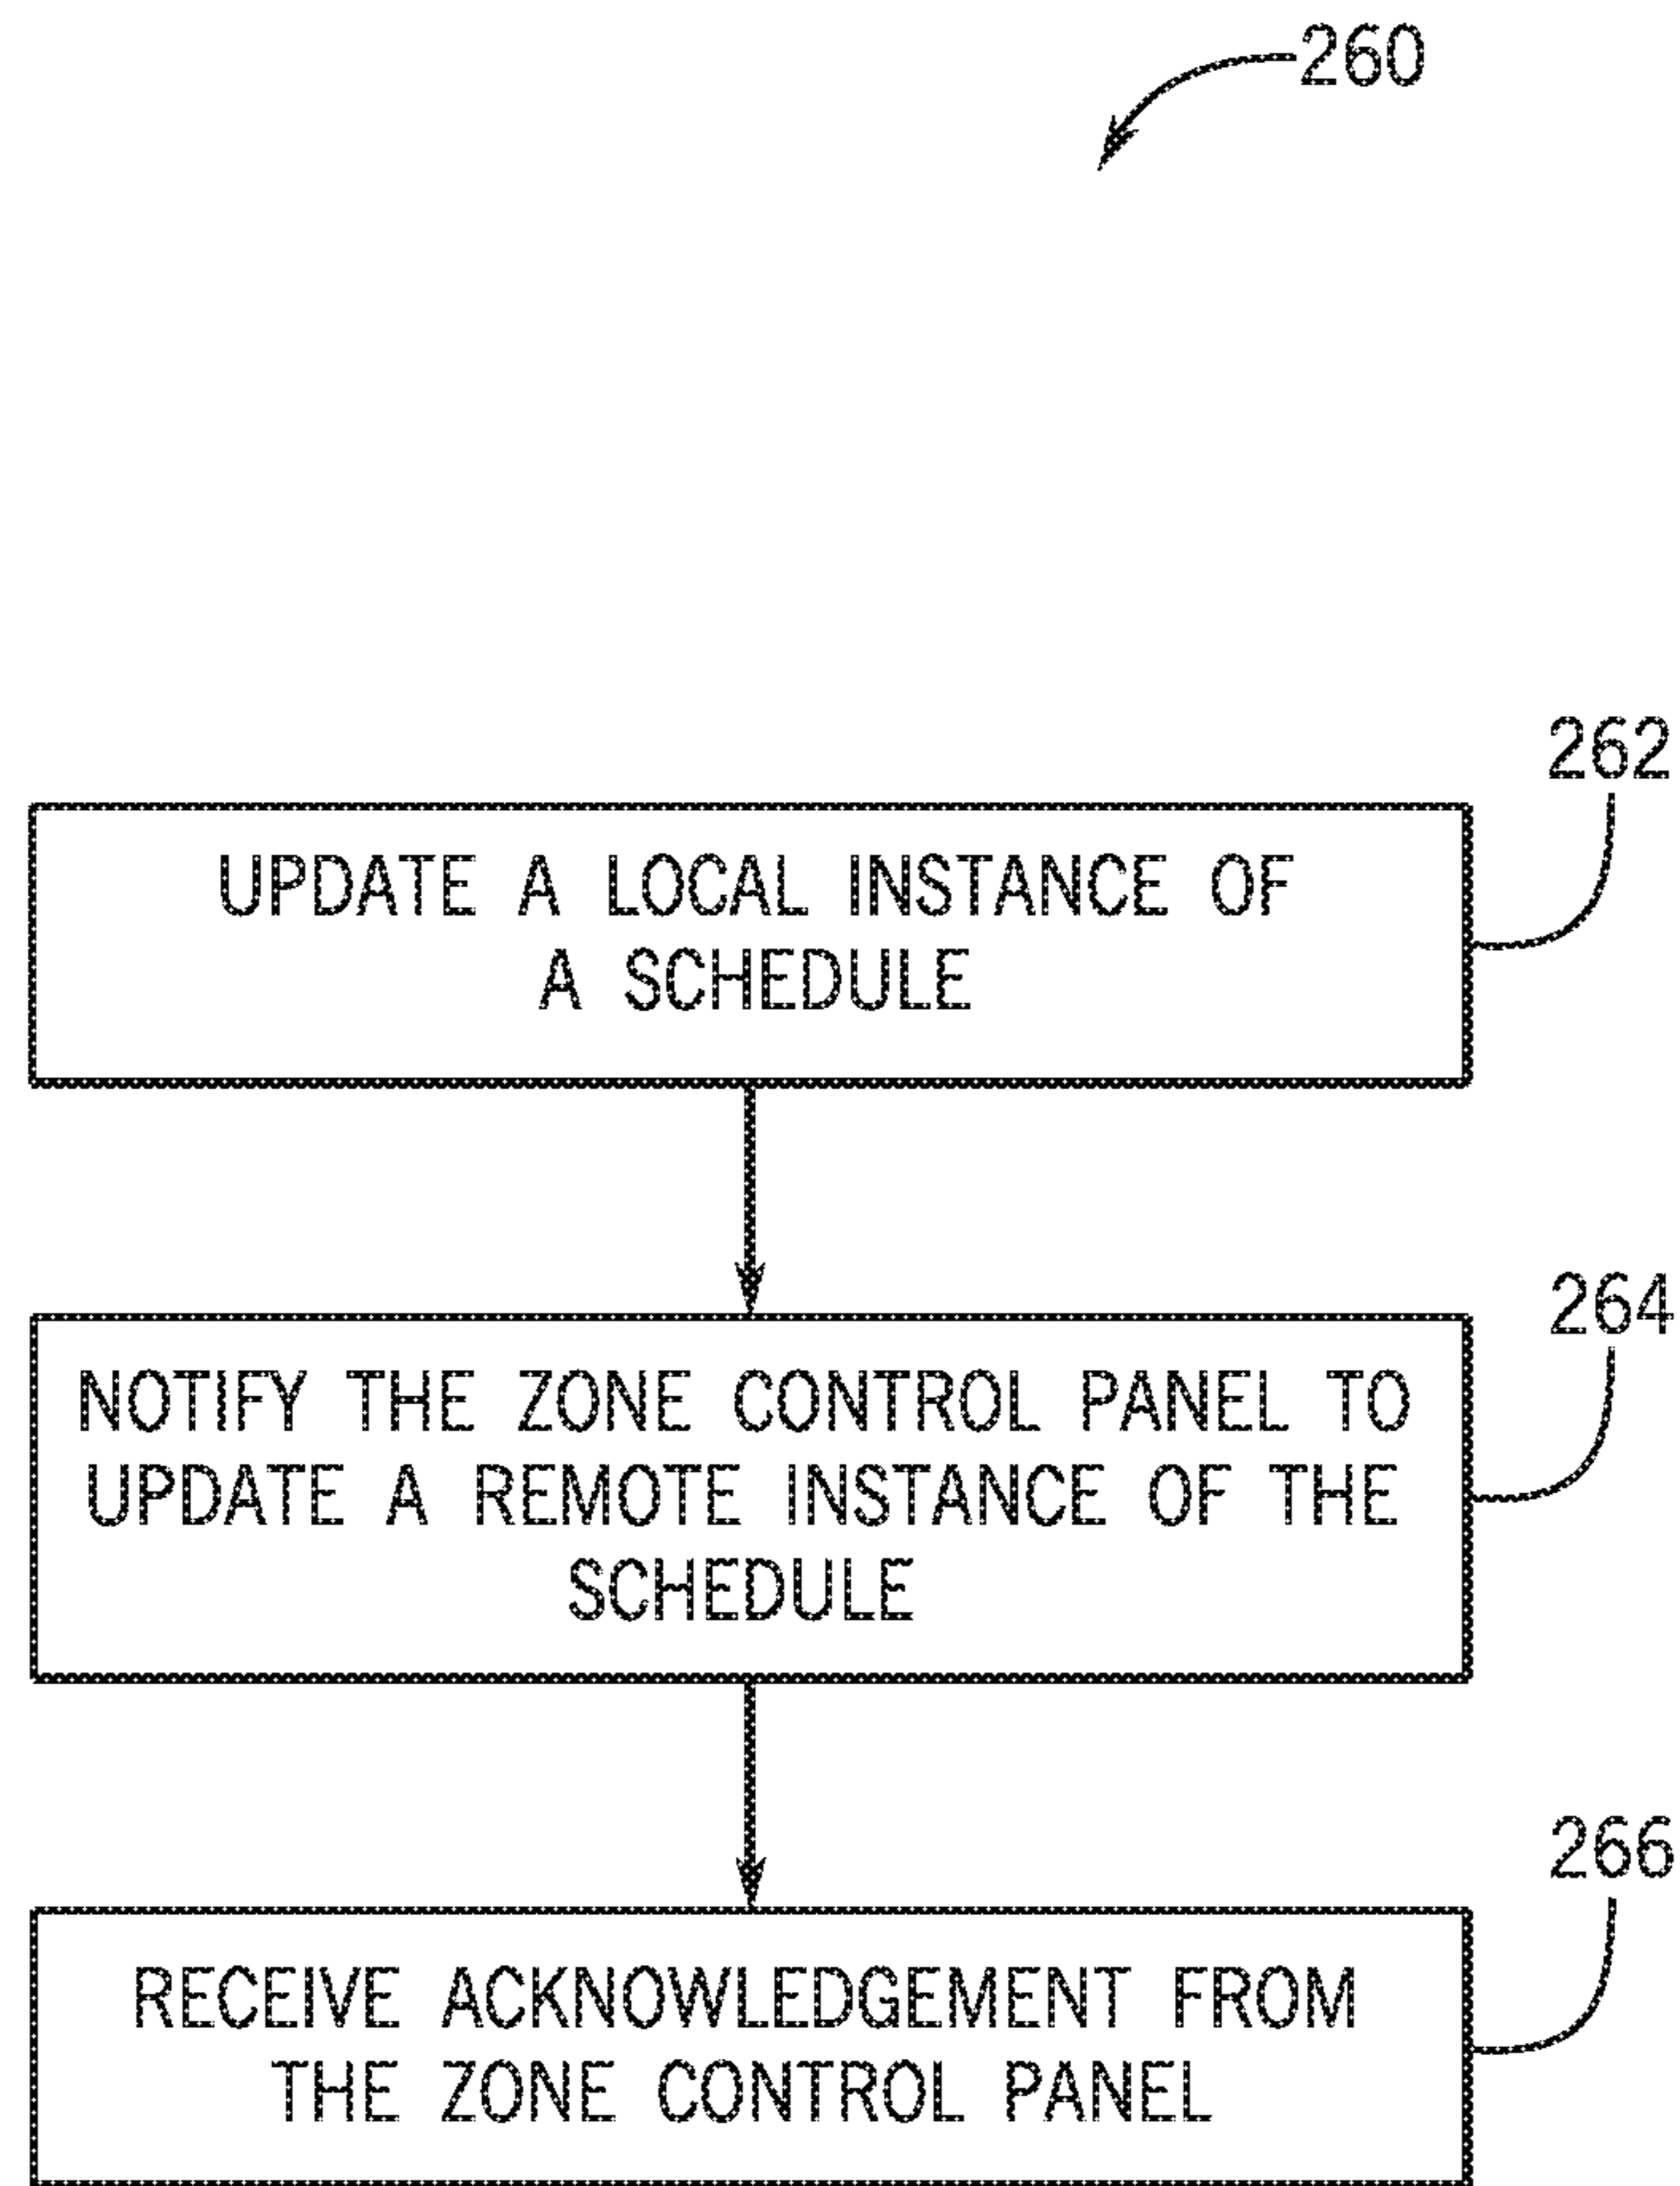 260
262
UPDATE A LOCAL INSTANCE OF
A SCHEDULE
264
NOTIFY THE ZONE CONTROL PANEL TO
UPDATE A REMOTE INSTANCE OF THE
SCHEDULE
266
RECEIVE ACKNOWLEDGEMENT FROM
THE ZONE CONTROL PANEL